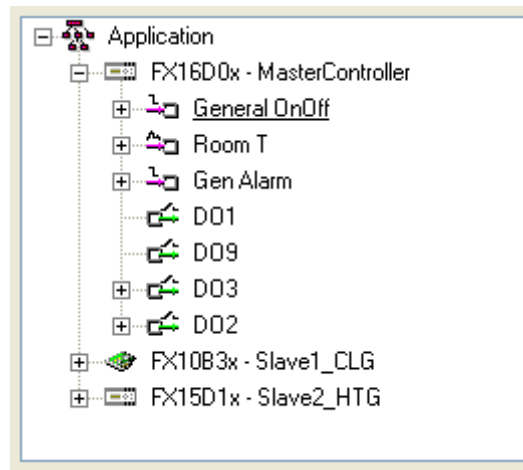 Application
FX16D0x - MasterController
General OnOff
Room T
Gen Alarm
DO1
DO9
DO3
DO2
FX10B3x - Slave1_CLG
FX15D1x - Slave2_HTG